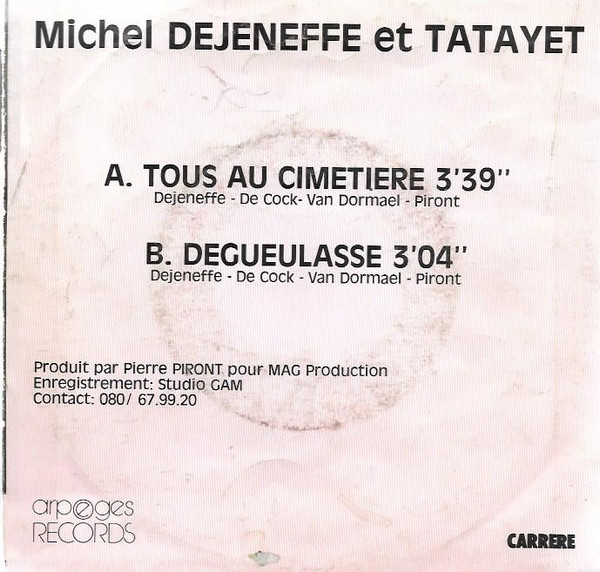 Michel DEJENEFFE et TATAYET
A. TOUS AU CIMETIERE 3'39''
Dejeneffe - De Cock- Van Dormael - Piront
B. DEGUEULASSE 3'04''
Dejeneffe - De Cock - Van Dormael - Piront
Produit par Pierre PIRONT pour MAG Production
Enregistrement: Studio GAM
Contact: 080/ 67.99.20
arpeges
RECORDS
CARRERE